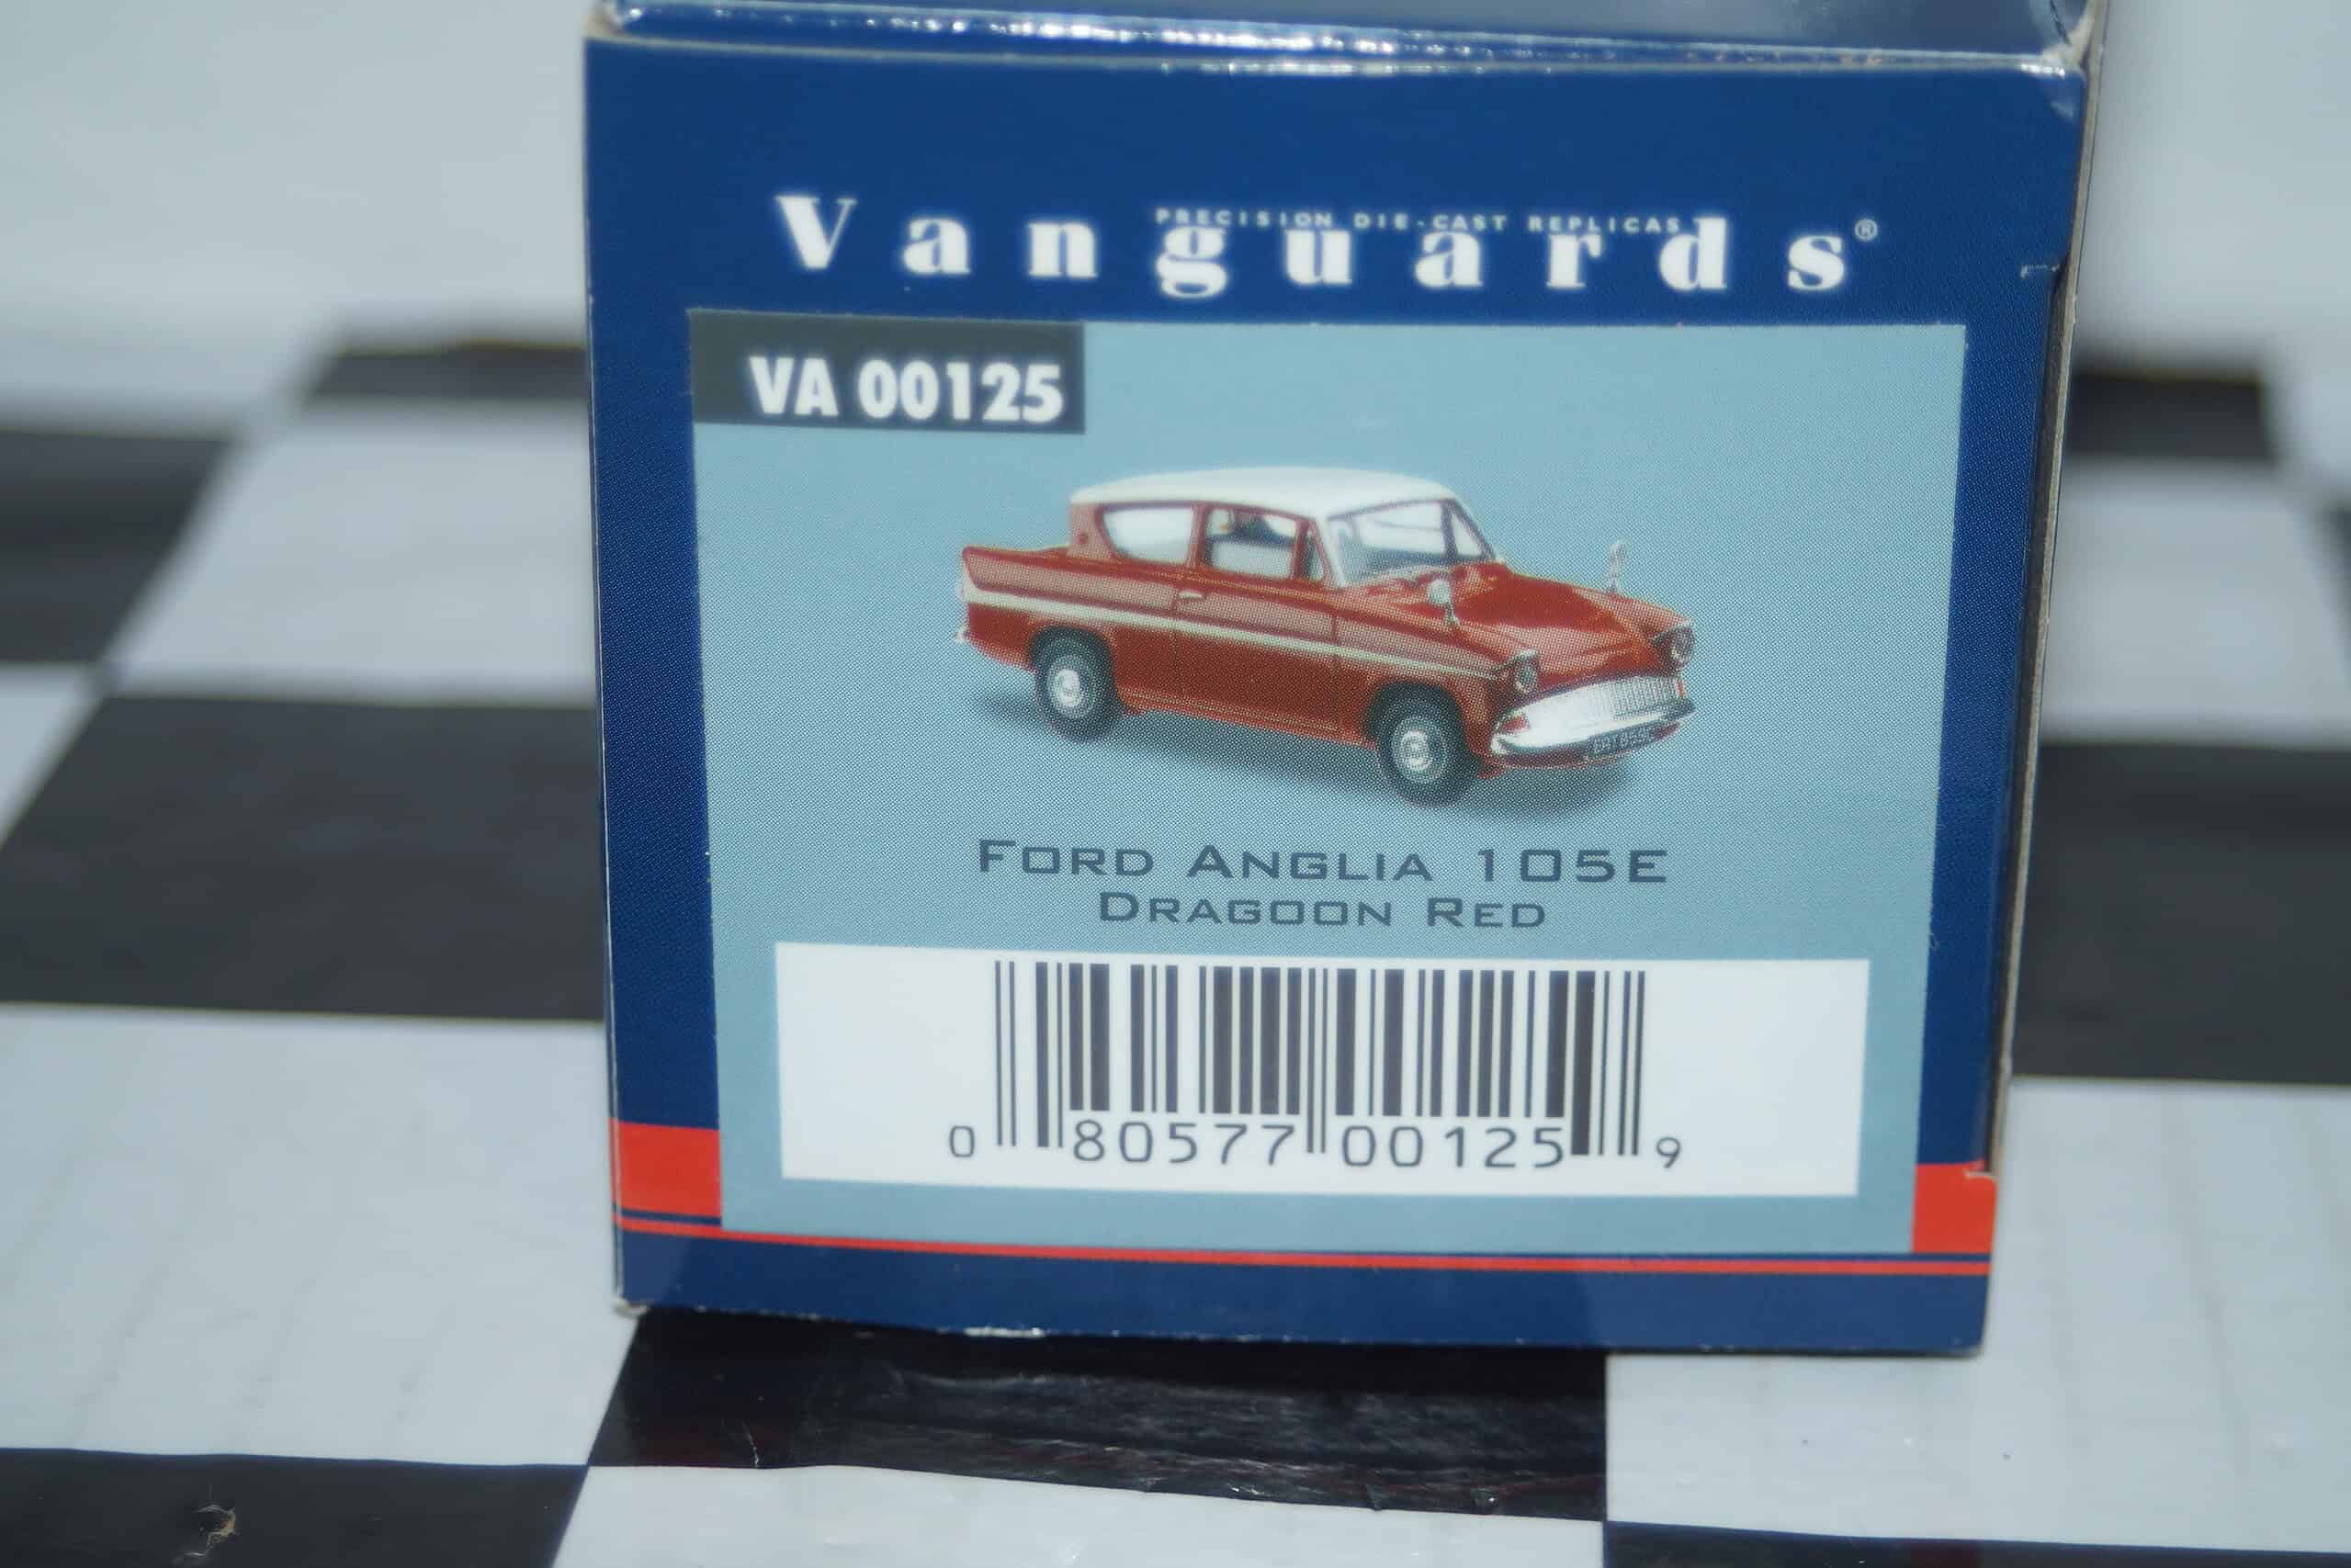 PRECISION DIE-CAST REPLICAS
Vanguards®
VA 00125
FORD ANGLIA 105E
DRAGOON RED
0 80577 00125 9